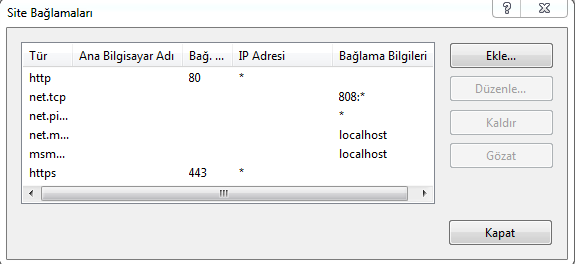 Site Bağlamaları
Tür Ana Bilgisayar Adı Bağ. ... IP Adresi Bağlama Bilgileri
http 80 *
net.tcp 808:*
net.pi... *
net.m... localhost
msm... localhost
https 443 *
Ekle...
Düzenle...
Kaldır
Gözat
Kapat